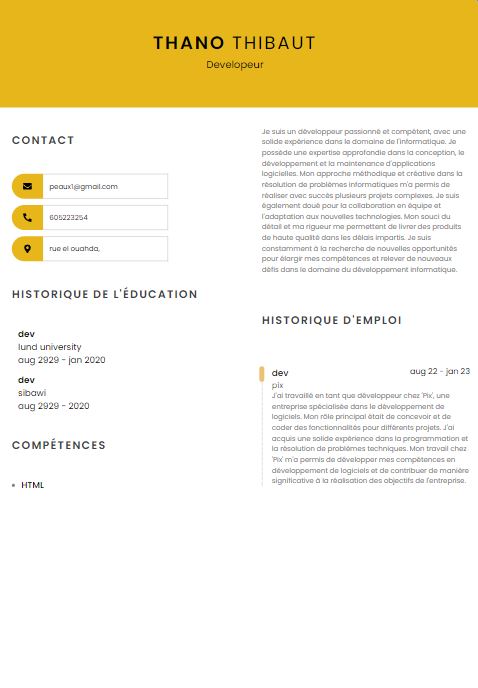 THANO THIBAUT
Developeur
CONTACT
peaux1@gmail.com
605223254
rue el ouahda,
HISTORIQUE DE L'ÉDUCATION
dev
lund university
aug 2929 - jan 2020
dev
sibawi
aug 2929 - 2020
COMPÉTENCES
HTML
Je suis un développeur passionné et compétent, avec une
solide expérience dans le domaine de l'informatique. Je
possède une expertise approfondie dans la conception, le
développement et la maintenance d'applications
logicielles. Mon approche méthodique et créative dans la
résolution de problèmes informatiques m'a permis de
réaliser avec succès plusieurs projets complexes. Je suis
également doué pour la collaboration en équipe et
l'adaptation aux nouvelles technologies. Mon souci du
détail et ma rigueur me permettent de livrer des produits
de haute qualité dans les délais impartis. Je suis
constamment à la recherche de nouvelles opportunités
pour élargir mes compétences et relever de nouveaux
défis dans le domaine du développement informatique.
HISTORIQUE D'EMPLOI
dev aug 22 - jan 23
pix
J'ai travaillé en tant que développeur chez 'Pix', une
entreprise spécialisée dans le développement de
logiciels. Mon rôle principal était de concevoir et de
coder des fonctionnalités pour différents projets. J'ai
acquis une solide expérience dans la programmation et
la résolution de problèmes techniques. Mon travail chez
'Pix' m'a permis de développer mes compétences en
développement de logiciels et de contribuer de manière
significative à la réalisation des objectifs de l'entreprise.